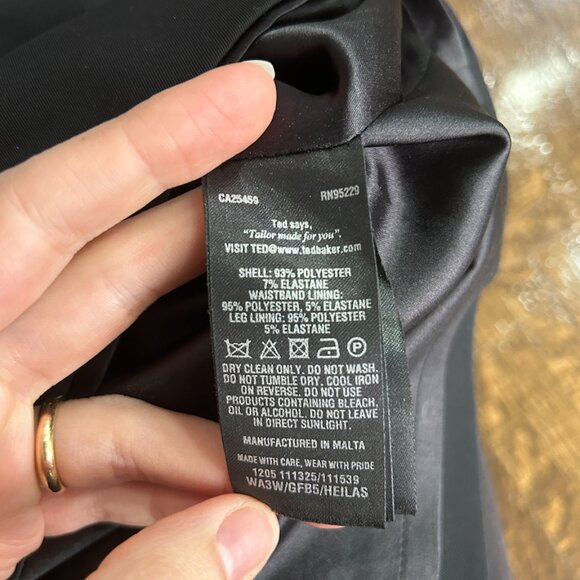 CA25459 RN95229
Ted says,
"Tailor made for you".
VISIT TED@www.tedbaker.com
SHELL: 93% POLYESTER
7% ELASTANE
WAISTBAND LINING:
95% POLYESTER, 5% ELASTANE
LEG LINING: 95% POLYESTER
5% ELASTANE
P
DRY CLEAN ONLY. DO NOT WASH.
DO NOT TUMBLE DRY. COOL IRON
ON REVERSE. DO NOT USE
PRODUCTS CONTAINING BLEACH,
OIL OR ALCOHOL. DO NOT LEAVE
IN DIRECT SUNLIGHT.
MANUFACTURED IN MALTA
MADE WITH CARE, WEAR WITH PRIDE
1205 111325/111539
WA3W/GFB5/HEILAS